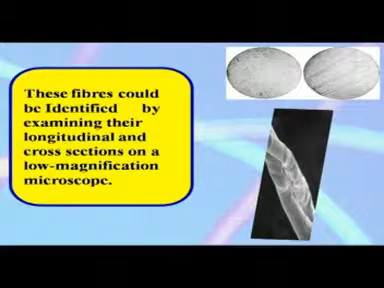 These fibres could
be Identified by
examining their
longitudinal and
cross sections on a
low-magnification
microscope.